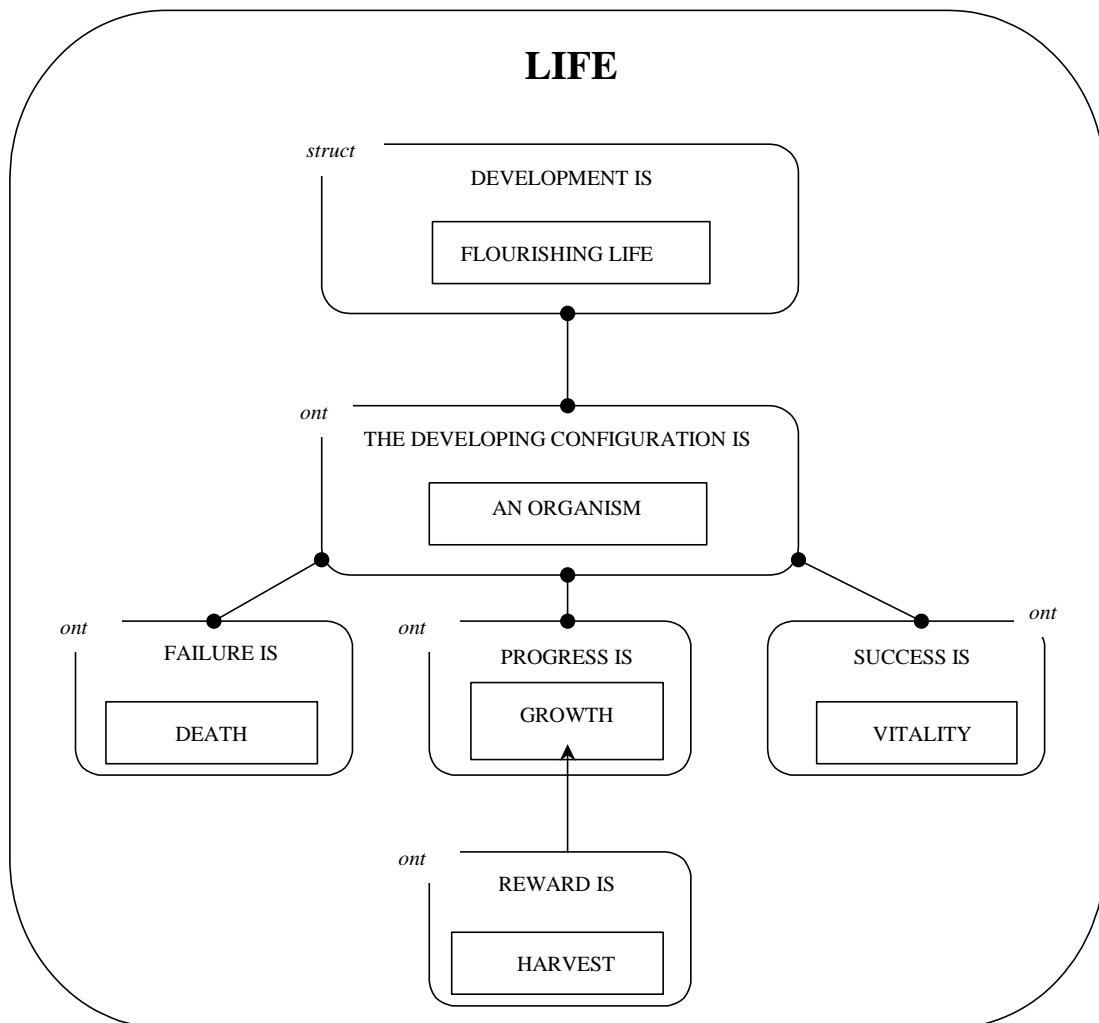 LIFE
struct
DEVELOPMENT IS
FLOURISHING LIFE
ont
THE DEVELOPING CONFIGURATION IS
AN ORGANISM
ont
FAILURE IS
DEATH
ont
PROGRESS IS
GROWTH
ont
SUCCESS IS
VITALITY
ont
REWARD IS
HARVEST